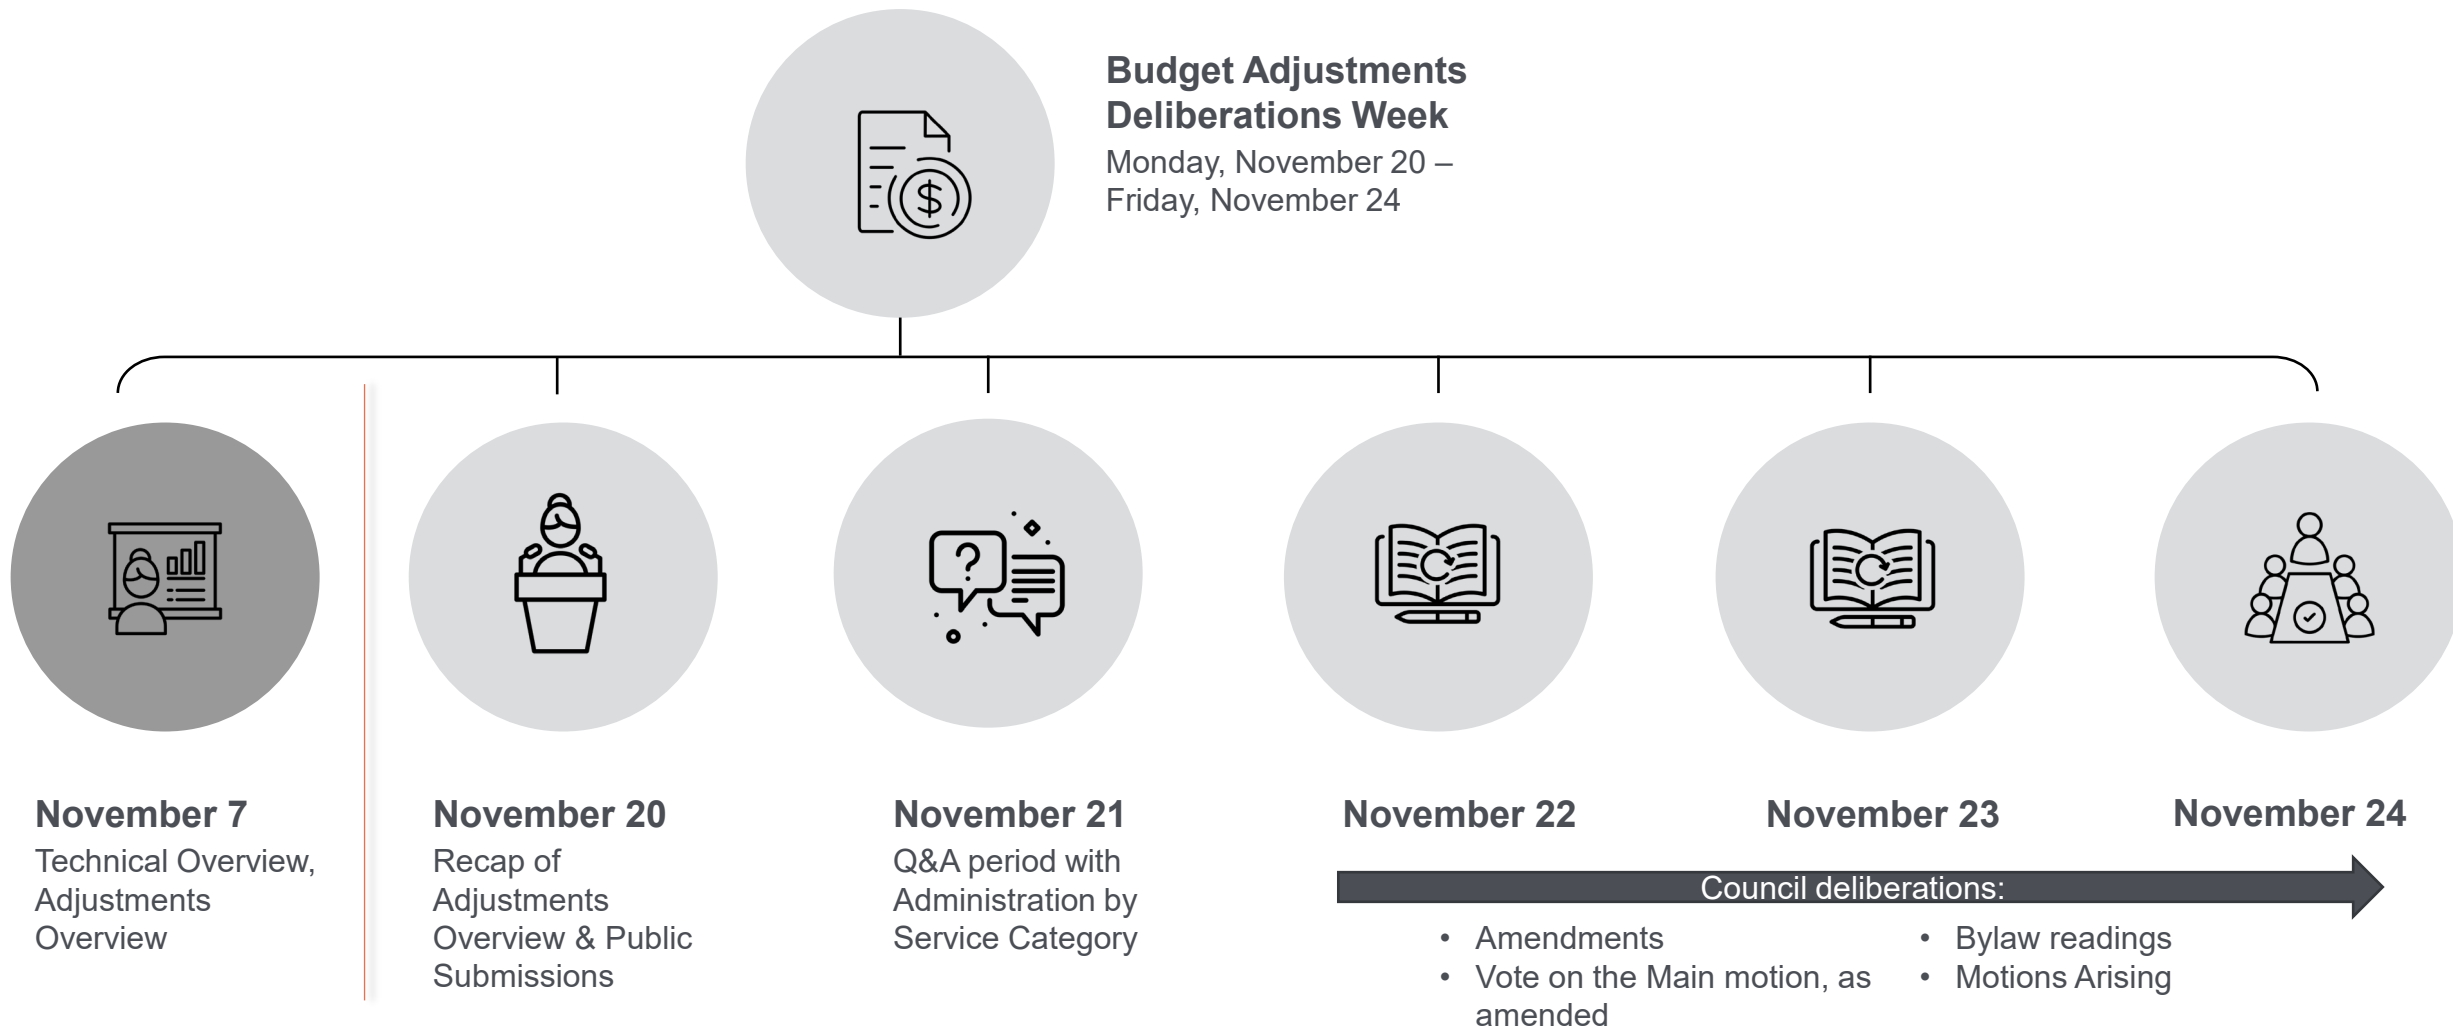 Budget Adjustments
Deliberations Week
Monday, November 20 –
Friday, November 24
$
?
November 7
Technical Overview,
Adjustments
Overview
November 20
Recap of
Adjustments
Overview & Public
Submissions
November 21
Q&A period with
Administration by
Service Category
November 22
November 23
November 24
Council deliberations:
• Amendments
• Vote on the Main motion, as
amended
• Bylaw readings
• Motions Arising